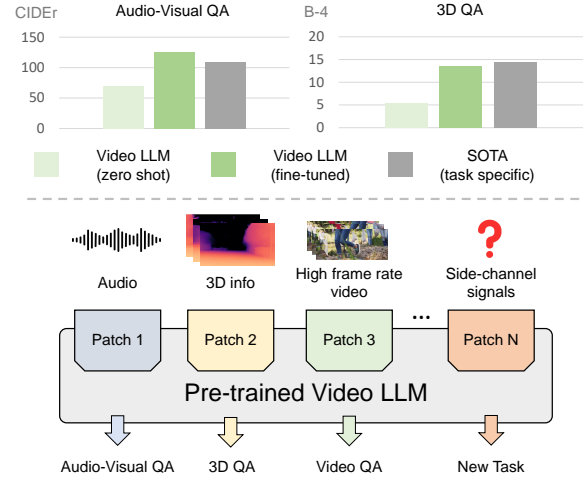 CIDEr
Audio-Visual QA
150
100
50
0
B-4
3D QA
20
15
10
5
0
Video LLM
(zero shot)
Video LLM
(fine-tuned)
SOTA
(task specific)
?
Audio
3D info
High frame rate
video
Side-channel
signals
Patch 1
Patch 2
Patch 3
...
Patch N
Pre-trained Video LLM
Audio-Visual QA
3D QA
Video QA
New Task